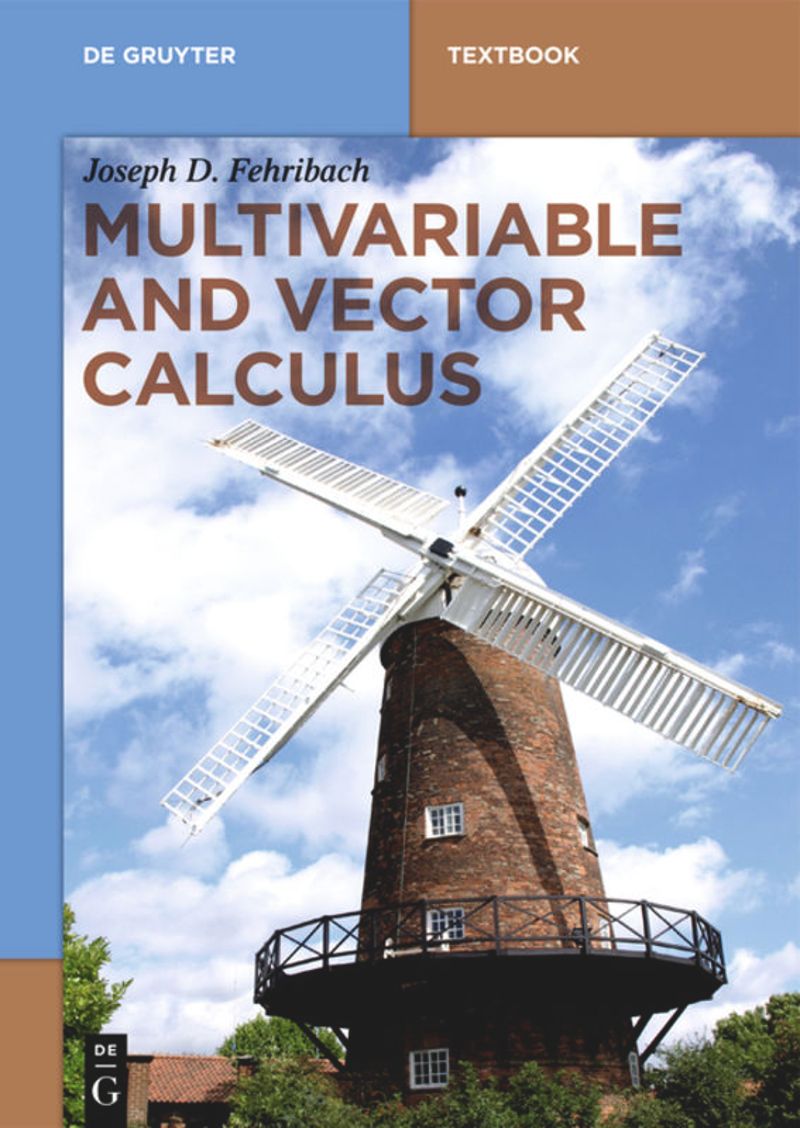 DE GRUYTER
TEXTBOOK
Joseph D. Fehribach
MULTIVARIABLE
AND VECTOR
CALCULUS
DE
G